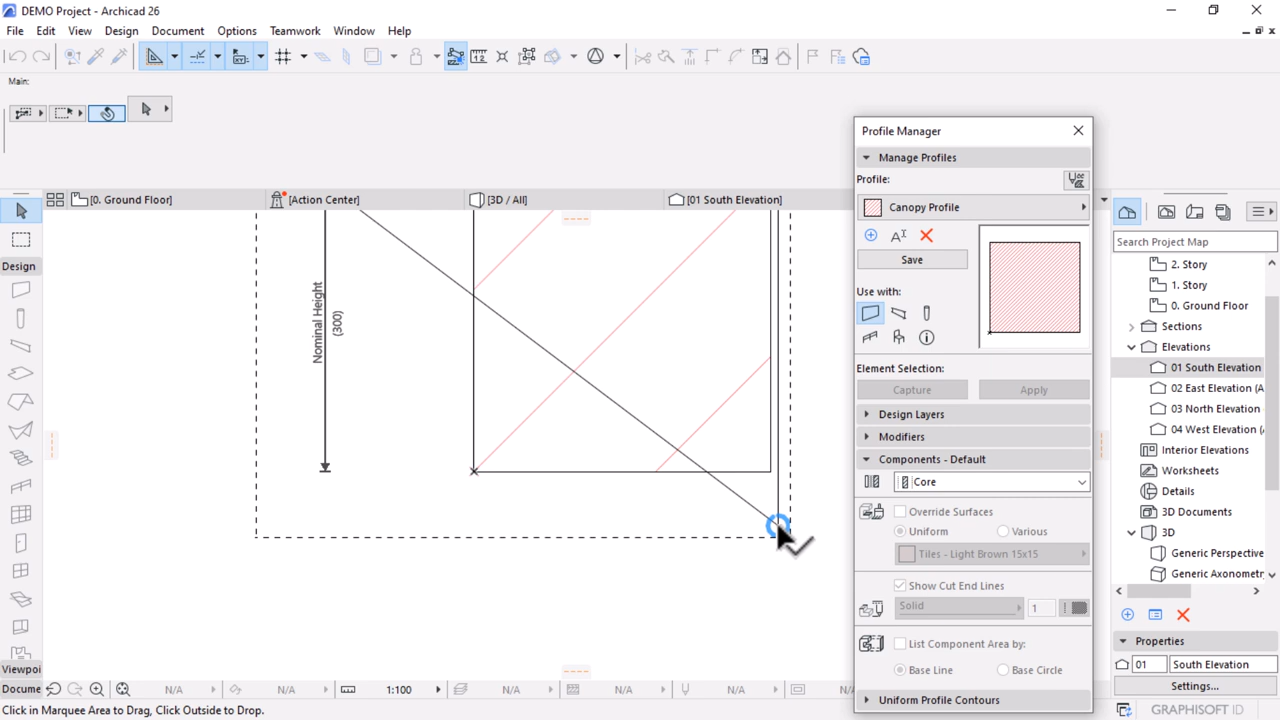 DEMO Project - Archicad 26
File Edit View Design Document Options Teamwork Window Help
Main:
[0. Ground Floor] [Action Center] [3D / All] [01 South Elevation]
Design
Nominal Height
(300)
Viewpoi
Docume
N/A N/A 1:100 N/A N/A N/A N/A
Click in Marquee Area to Drag, Click Outside to Drop.
Profile Manager
Manage Profiles
Profile:
Canopy Profile
Save
Use with:
Element Selection:
Capture Apply
Design Layers
Modifiers
Components - Default
Core
Override Surfaces
Uniform Various
Tiles - Light Brown 15x15
Show Cut End Lines
Solid 1
List Component Area by:
Base Line Base Circle
Uniform Profile Contours
Search Project Map
2. Story
1. Story
0. Ground Floor
Sections
Elevations
01 South Elevation
02 East Elevation (A
03 North Elevation
04 West Elevation (A
Interior Elevations
Worksheets
Details
3D Documents
3D
Generic Perspective
Generic Axonometr
Properties
01 South Elevation
Settings...
GRAPHISOFT ID